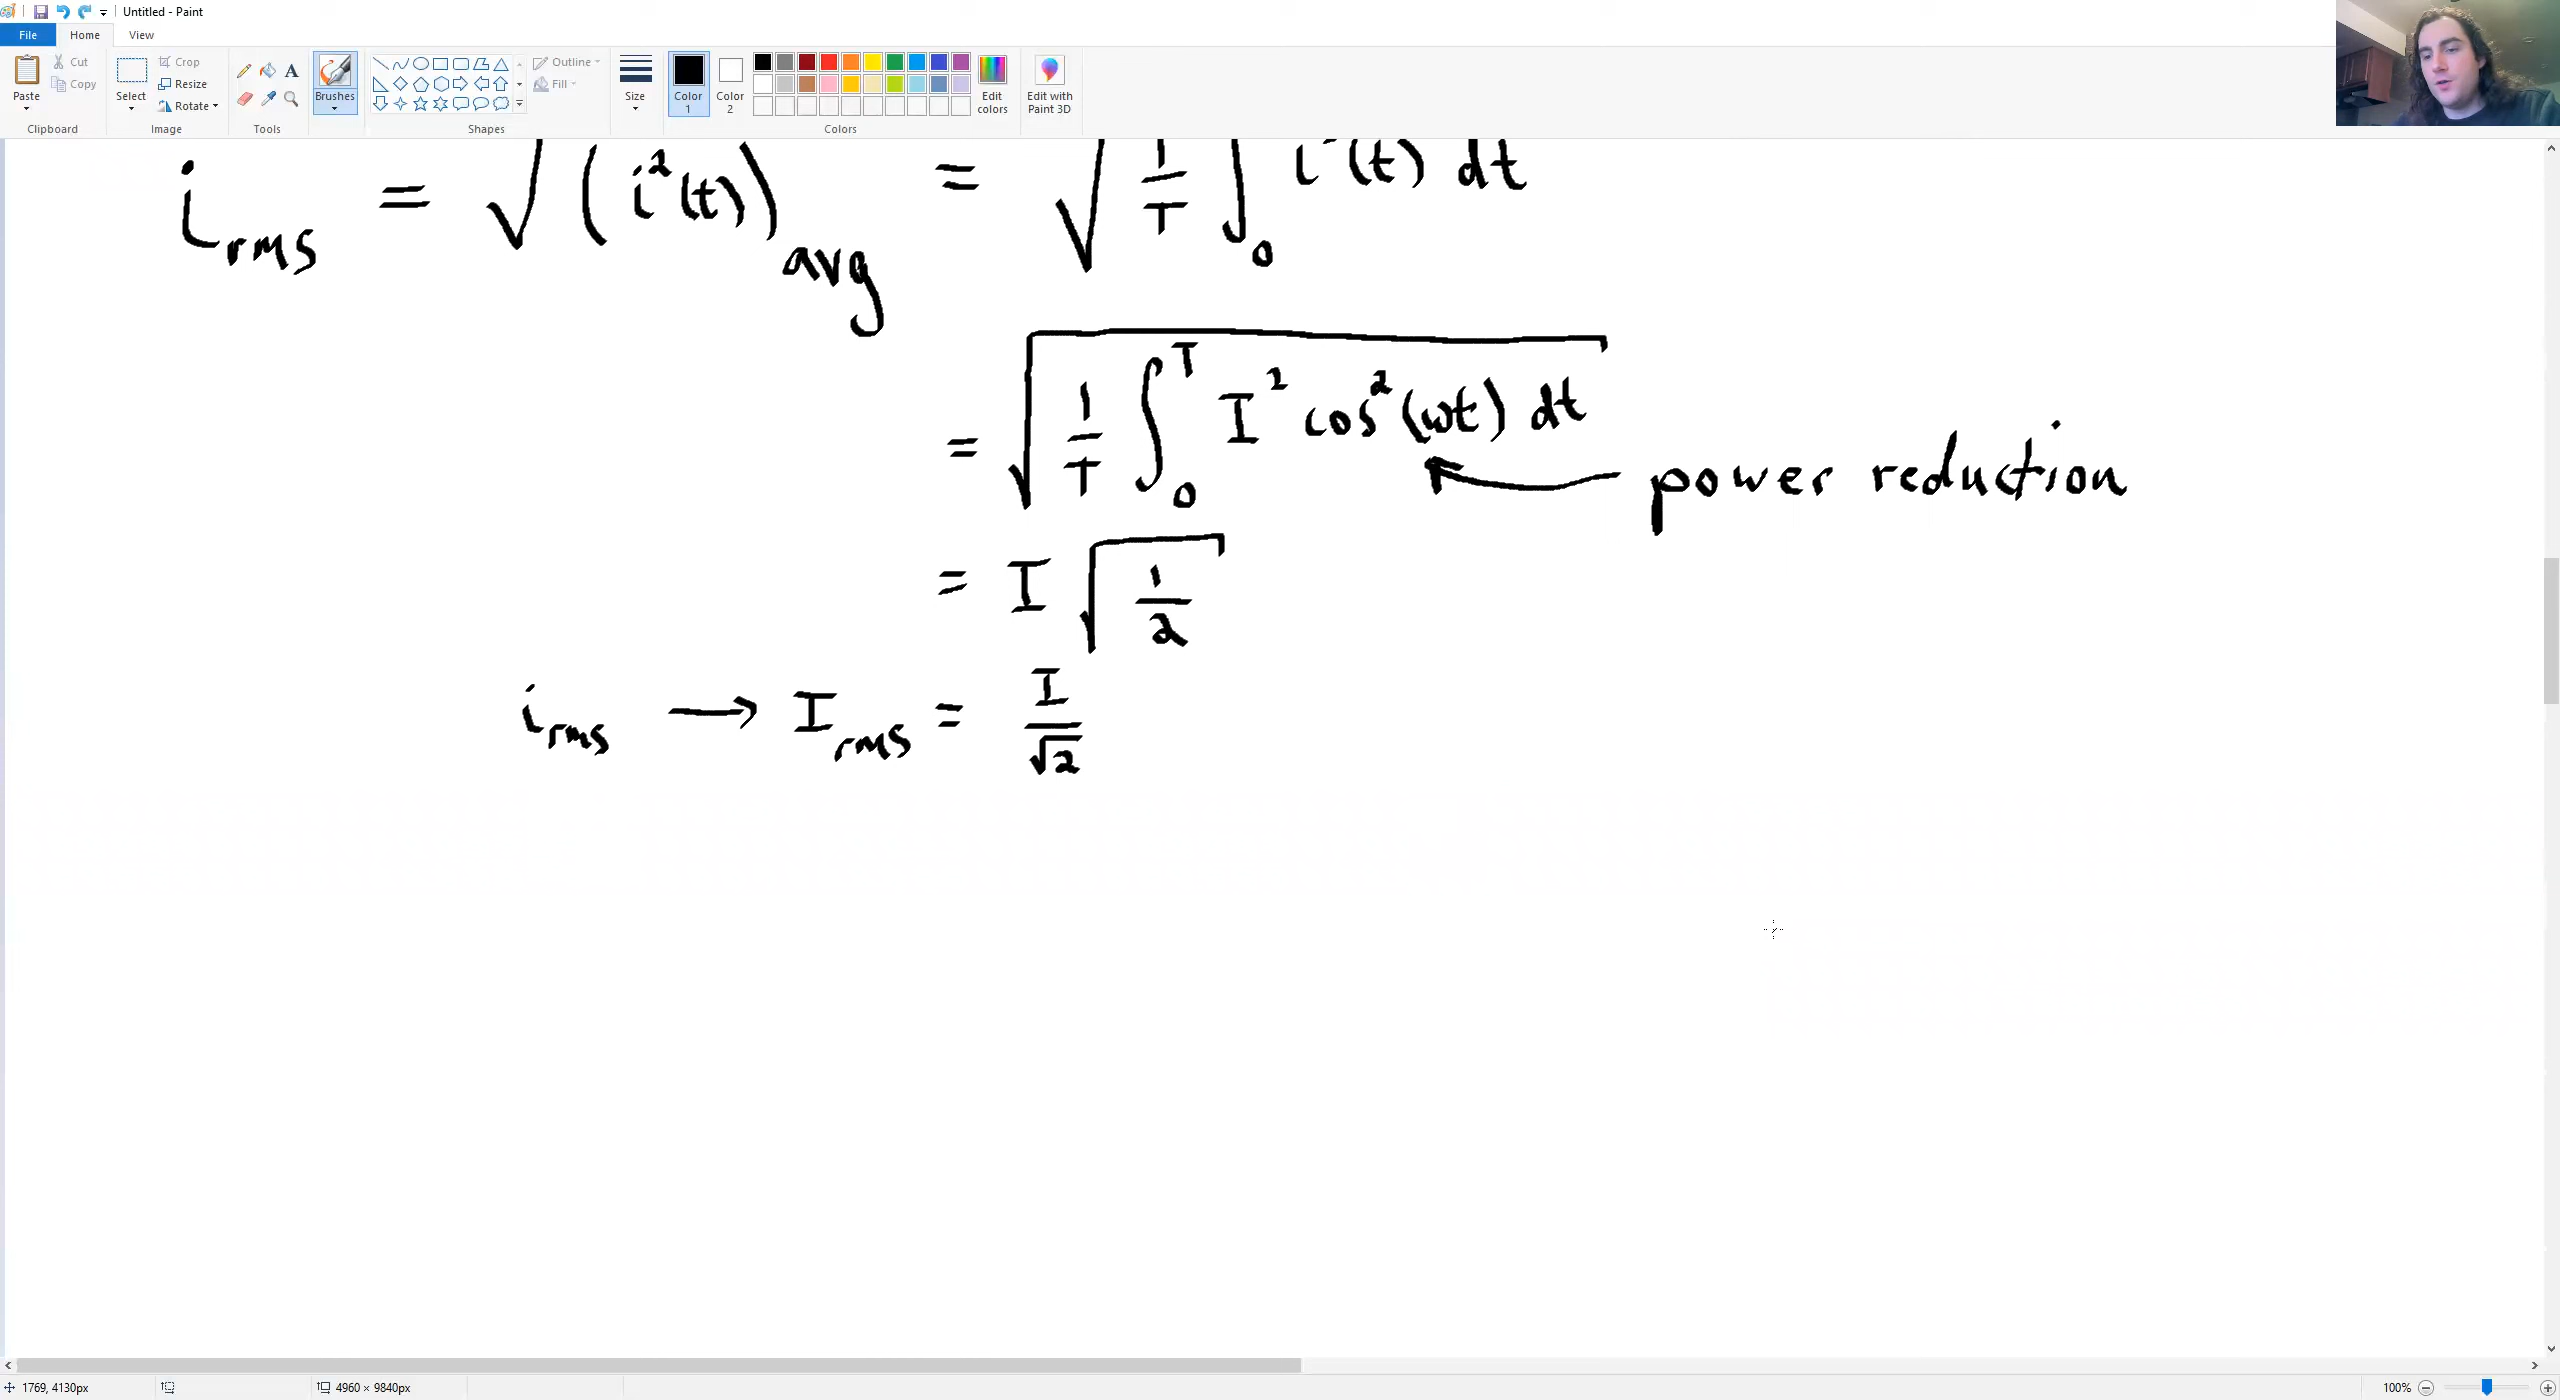 Untitled - Paint
File Home View
Paste Cut Copy Clipboard
Select Crop Resize Rotate Image
Tools
Brushes
Shapes Outline Fill
Size
Color 1 Color 2 Edit colors Colors
Edit with Paint 3D
i_rms = √(i²(t))_avg = √ 1/T ∫_0 i²(t) dt
= √(1/T ∫_0^T I² cos²(ωt) dt)
power reduction
= I √(1/2)
i_rms → I_rms = I/√2
1769, 4130px 4960 × 9840px 100%